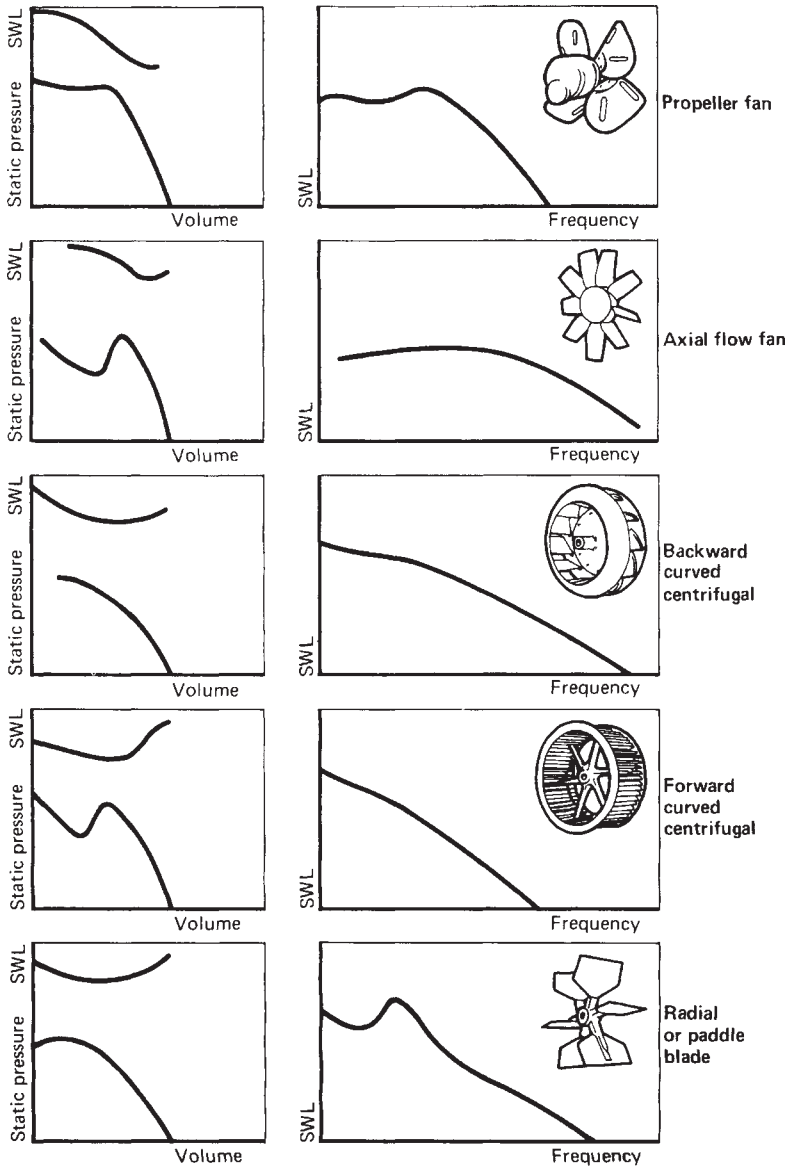 SWL
Static pressure
Volume
SWL
Frequency
Propeller fan
SWL
Static pressure
Volume
SWL
Frequency
Axial flow fan
SWL
Static pressure
Volume
SWL
Frequency
Backward
curved
centrifugal
SWL
Static pressure
Volume
SWL
Frequency
Forward
curved
centrifugal
SWL
Static pressure
Volume
SWL
Frequency
Radial
or paddle
blade